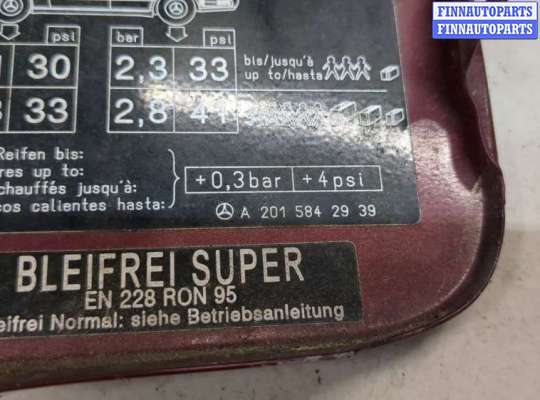 FINNAUTOPARTS
FINNAUTOPARTS
psi bar psi
30 2,3 33 bis/jusqu'à
up to/hasta
33 2,8 41
Reifen bis:
res up to:
chauffés jusqu'à: +0,3bar +4psi
cos calientes hasta:
A 201 584 29 39
BLEIFREI SUPER
EN 228 RON 95
eifrei Normal: siehe Betriebsanleitung